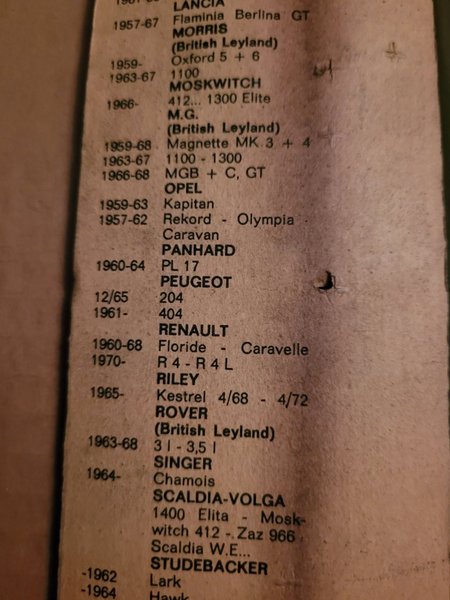 LANCIA
1957-67 Flaminia Berlina GT
MORRIS
(British Leyland)
1959- Oxford 5 + 6
1963-67 1100
MOSKWITCH
1966- 412... 1300 Elite
M.G.
(British Leyland)
1959-68 Magnette MK 3 + 4
1963-67 1100 - 1300
1966-68 MGB + C, GT
OPEL
1959-63 Kapitan
1957-62 Rekord - Olympia -
Caravan
PANHARD
1960-64 PL 17
PEUGEOT
12/65 204
1961- 404
RENAULT
1960-68 Floride - Caravelle
1970- R 4 - R 4 L
RILEY
1965- Kestrel 4/68 - 4/72
ROVER
(British Leyland)
1963-68 3 l - 3,5 l
SINGER
1964- Chamois
SCALDIA-VOLGA
1400 Elita - Mosk-
witch 412 - Zaz 966
Scaldia W.E...
STUDEBACKER
-1962 Lark
-1964 Hawk